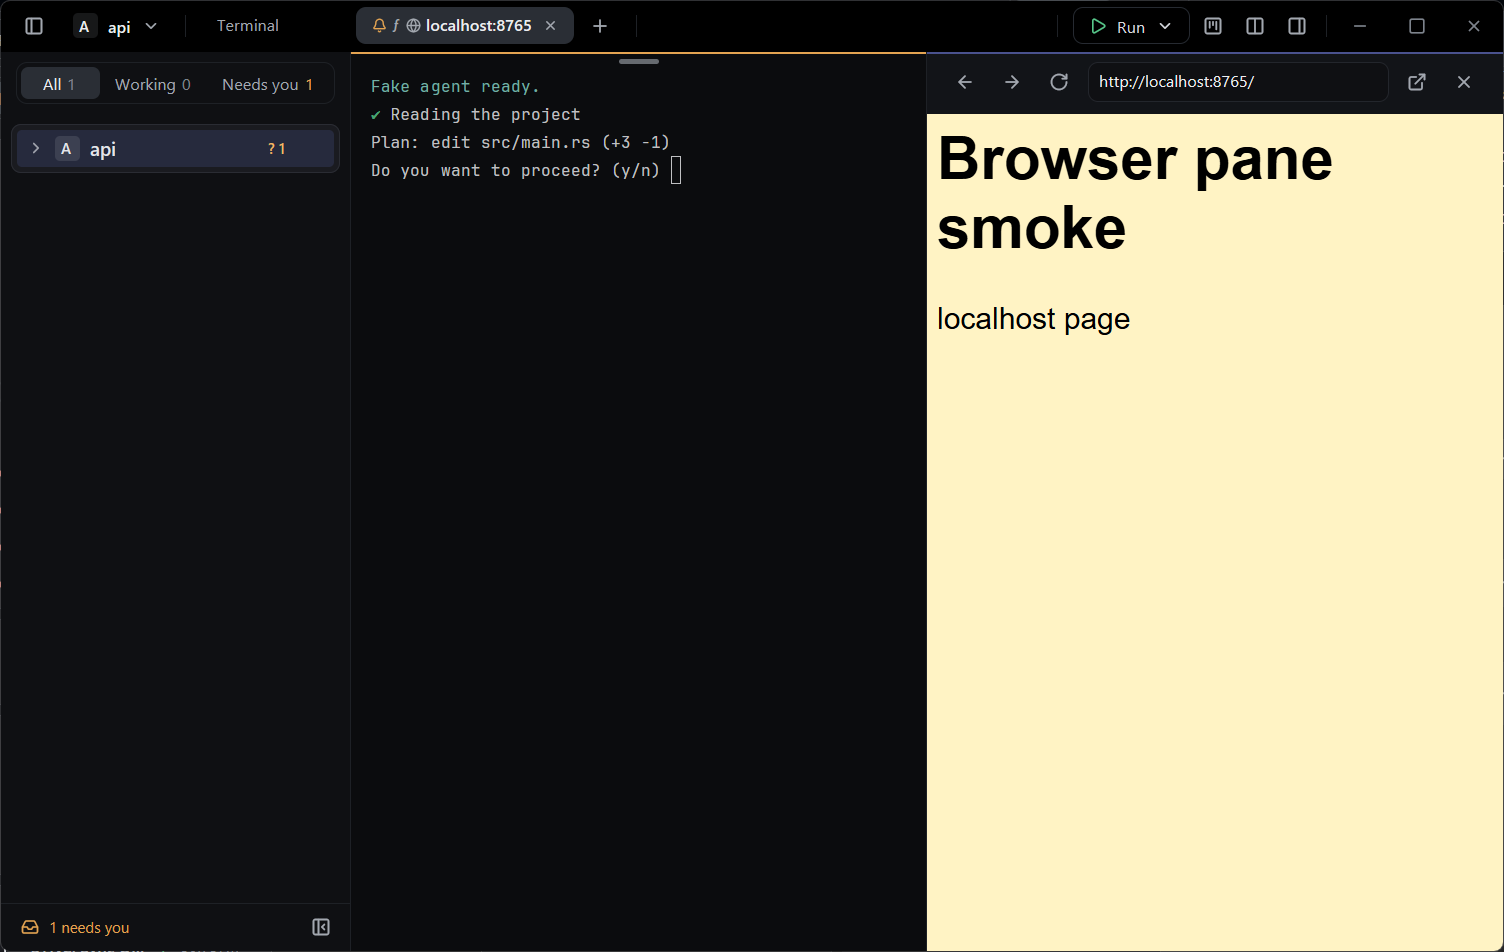 A api
Terminal
localhost:8765
Run
All 1
Working 0
Needs you 1
A api ? 1
Fake agent ready.
✔ Reading the project
Plan: edit src/main.rs (+3 -1)
Do you want to proceed? (y/n)
http://localhost:8765/
Browser pane
smoke
localhost page
1 needs you